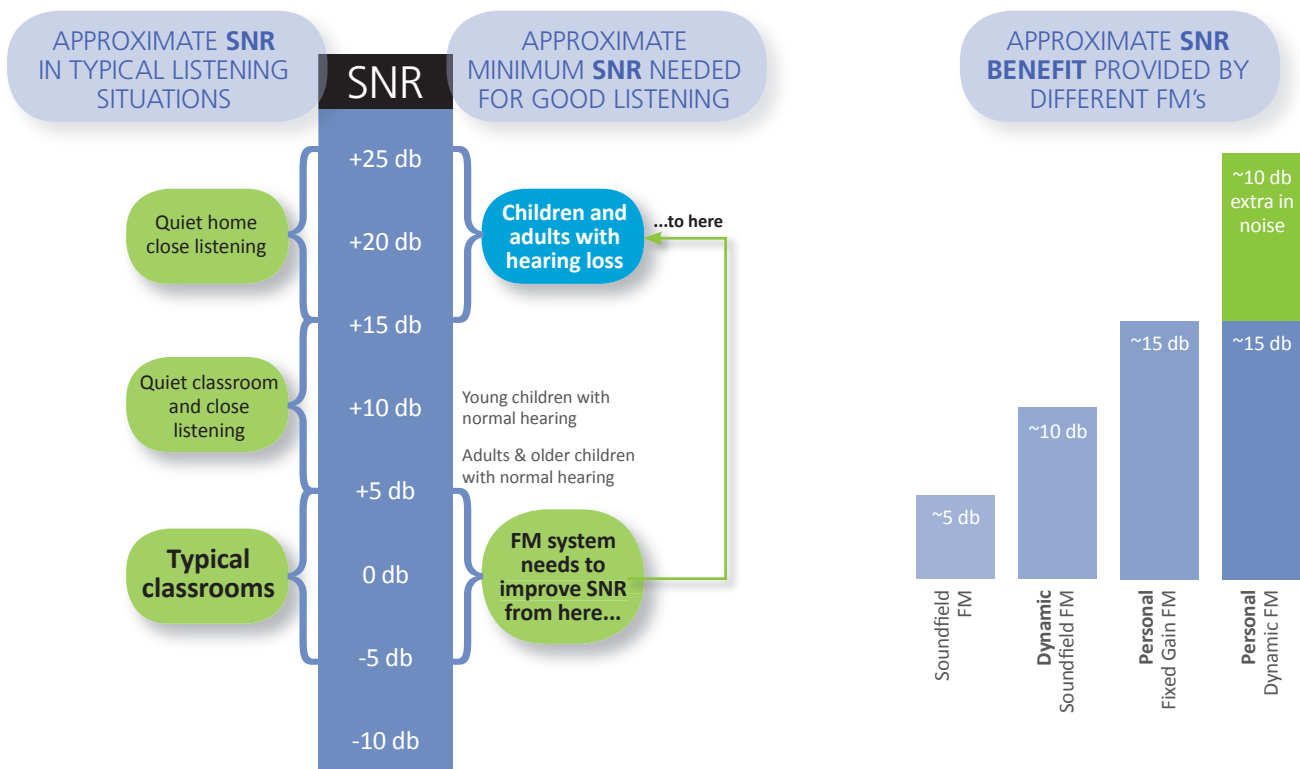 APPROXIMATE SNR
IN TYPICAL LISTENING
SITUATIONS
SNR
APPROXIMATE
MINIMUM SNR NEEDED
FOR GOOD LISTENING
+25 db
+20 db
+15 db
+10 db
+5 db
0 db
-5 db
-10 db
Quiet home
close listening
Quiet classroom
and close
listening
Typical
classrooms
Children and
adults with
hearing loss
...to here
Young children with
normal hearing
Adults & older children
with normal hearing
FM system
needs to
improve SNR
from here...
APPROXIMATE SNR
BENEFIT PROVIDED BY
DIFFERENT FM's
~5 db
~10 db
~15 db
~10 db
extra in
noise
~15 db
Soundfield
FM
Dynamic
Soundfield FM
Personal
Fixed Gain FM
Personal
Dynamic FM